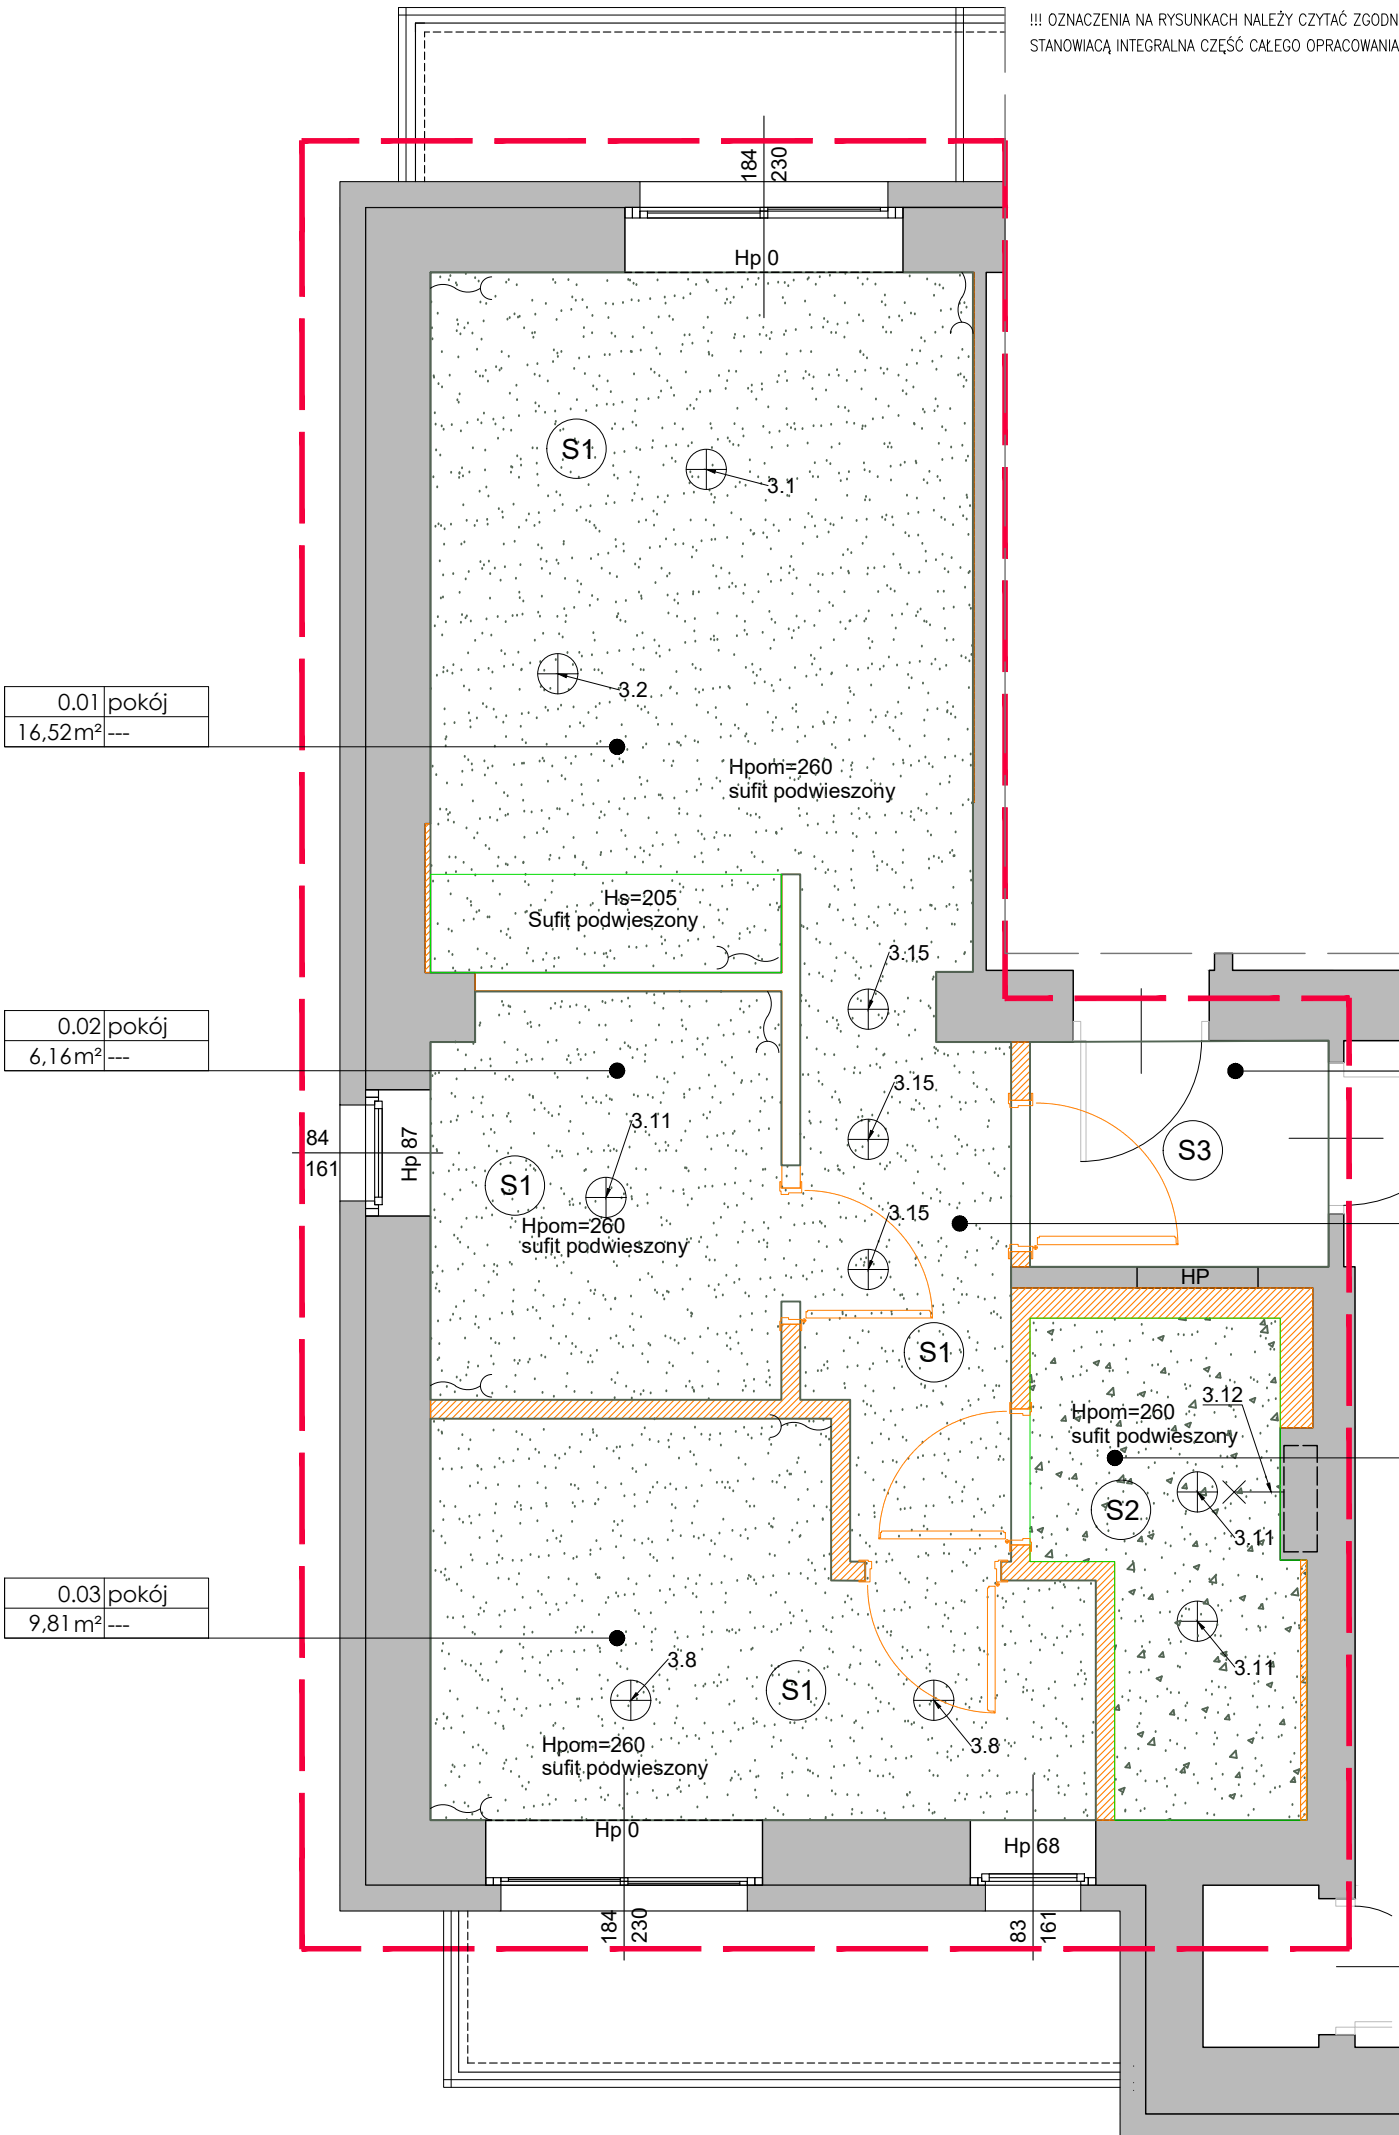 !!! OZNACZENIA NA RYSUNKACH NALEŻY CZYTAĆ ZGODN
STANOWIACĄ INTEGRALNA CZĘŚĆ CAŁEGO OPRACOWANIA
184
230
Hp 0
S1
3.1
3.2
0.01 pokój
16,52m² ---
Hpom=260
sufit podwieszony
Hs=205
Sufit podwieszony
3.15
0.02 pokój
6,16m² ---
3.15
3.11
84
161
Hp 87
S1
S3
3.15
Hpom=260
sufit podwieszony
HP
S1
3.12
Hpom=260
sufit podwieszony
S2
3.11
0.03 pokój
9,81m² ---
3.8
3.11
S1
3.8
Hpom=260
sufit podwieszony
Hp 0
Hp 68
184
230
83
161